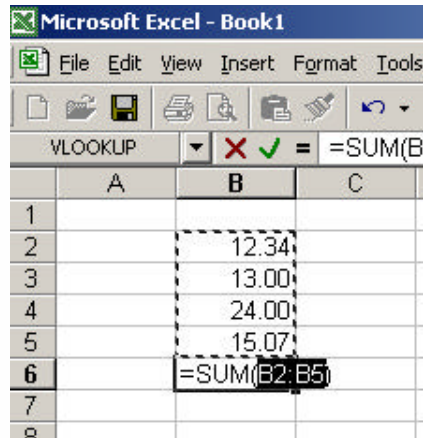 Microsoft Excel - Book1
File Edit View Insert Format Tools
VLOOKUP = =SUM(B
A B C
1
2 12.34
3 13.00
4 24.00
5 15.07
6 =SUM(B2:B5)
7
8